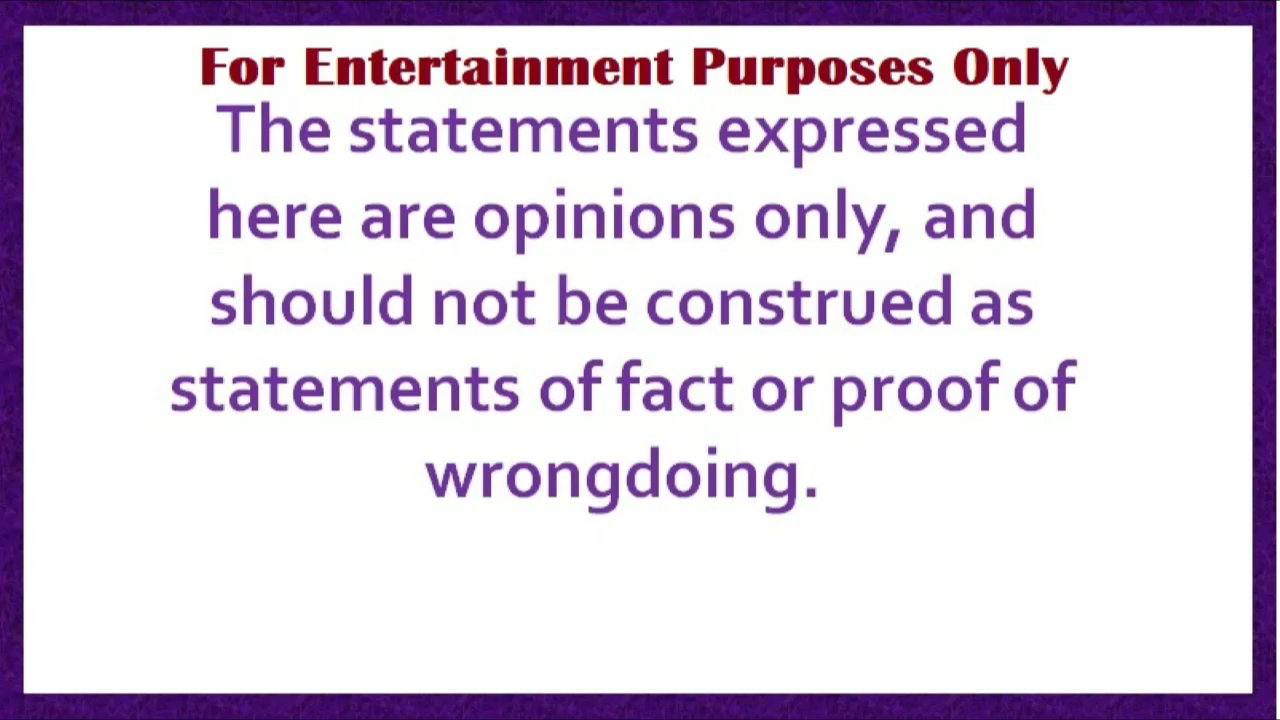 For Entertainment Purposes Only
The statements expressed
here are opinions only, and
should not be construed as
statements of fact or proof of
wrongdoing.